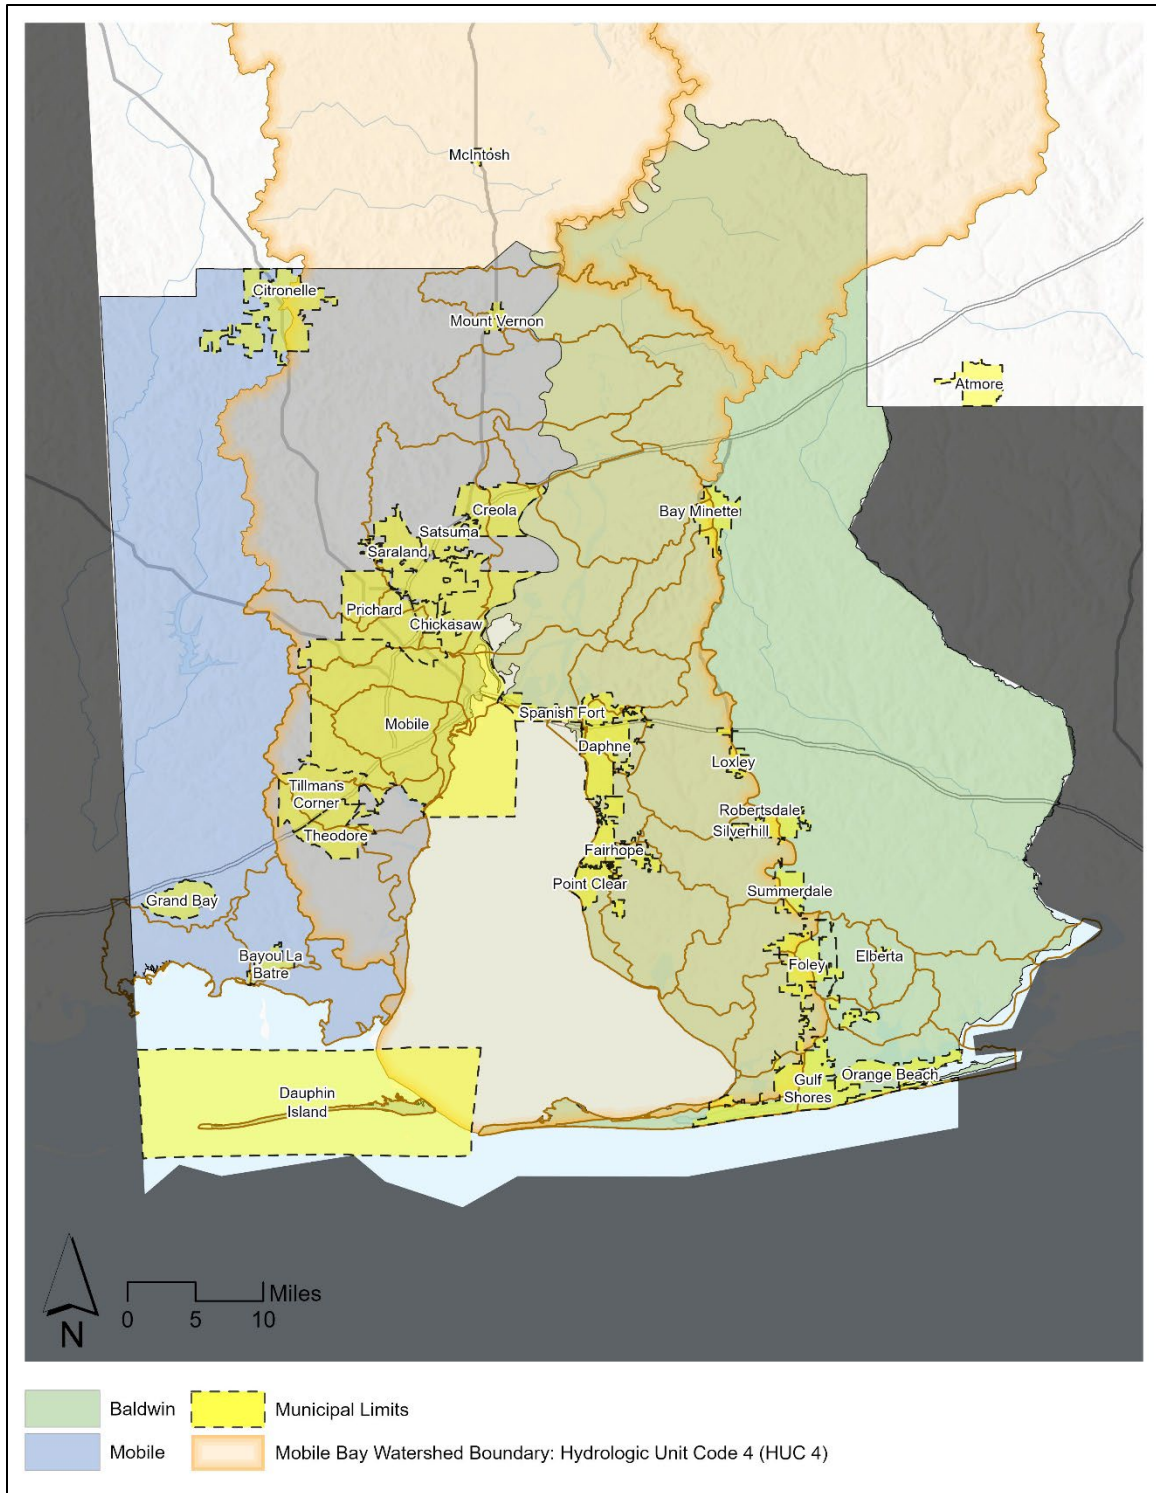 McIntosh
Citronelle
Mount Vernon
Atmore
Creola
Bay Minette
Satsuma
Saraland
Prichard
Chickasaw
Spanish Fort
Mobile
Daphne
Loxley
Tillmans
Corner
Robertsdale
Silverhill
Theodore
Fairhope
Point Clear
Summerdale
Grand Bay
Bayou La
Batre
Foley
Elberta
Orange Beach
Gulf
Shores
Dauphin
Island
N
Miles
0 5 10
Baldwin
Municipal Limits
Mobile
Mobile Bay Watershed Boundary: Hydrologic Unit Code 4 (HUC 4)